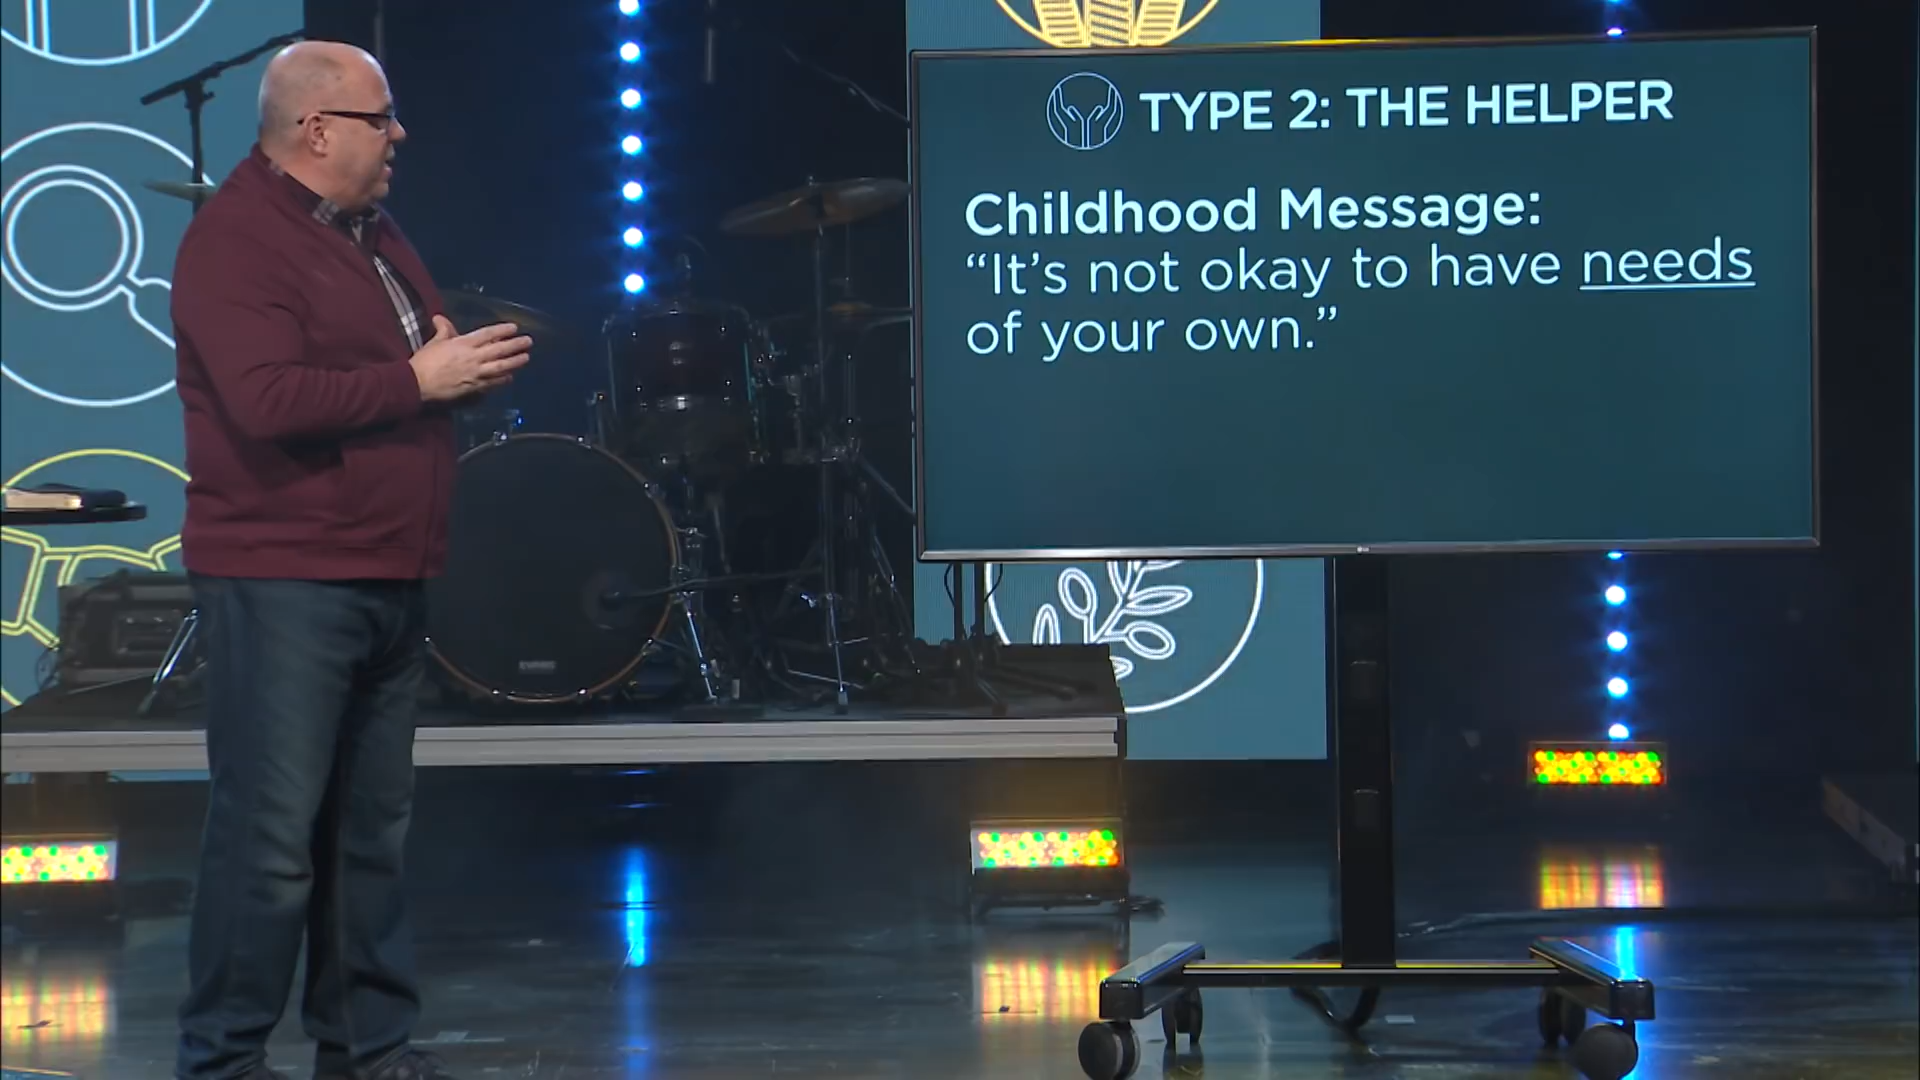 TYPE 2: THE HELPER
Childhood Message:
“It’s not okay to have needs
of your own.”